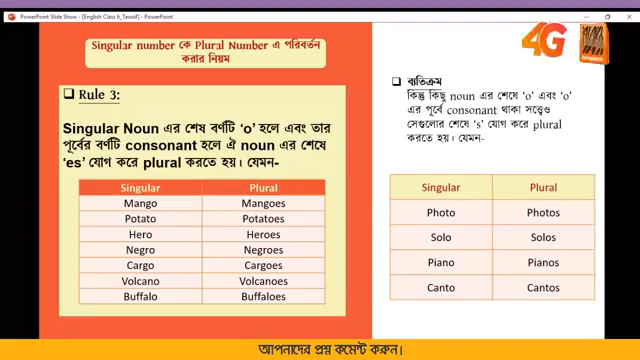 PowerPoint Slide Show - [English Class 6_Tawsif] - PowerPoint
4G
Singular number কে Plural Number এ পরিবর্তন
করার নিয়ম
Rule 3:
Singular Noun এর শেষ বর্ণটি ‘o’ হলে এবং তার
পূর্বের বর্ণটি consonant হলে ঐ noun এর শেষে
‘es’ যোগ করে plural করতে হয়। যেমন-
Singular Plural
Mango Mangoes
Potato Potatoes
Hero Heroes
Negro Negroes
Cargo Cargoes
Volcano Volcanoes
Buffalo Buffaloes
ব্যতিক্রম
কিন্তু কিছু noun এর শেষে ‘o’ এবং ‘o’
এর পূর্বে consonant থাকা সত্ত্বেও
সেগুলোর শেষে ‘s’ যোগ করে plural
করতে হয়। যেমন:-
Singular Plural
Photo Photos
Solo Solos
Piano Pianos
Canto Cantos
আপনাদের প্রশ্ন কমেন্ট করুন।